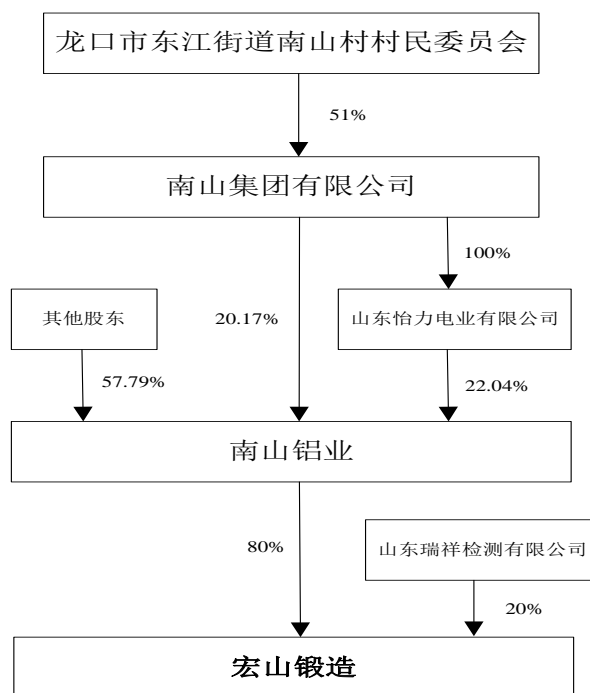 龙口市东江街道南山村村民委员会
51%
南山集团有限公司
100%
其他股东
20.17%
山东怡力电业有限公司
57.79%
22.04%
南山铝业
80%
山东瑞祥检测有限公司
20%
宏山锻造